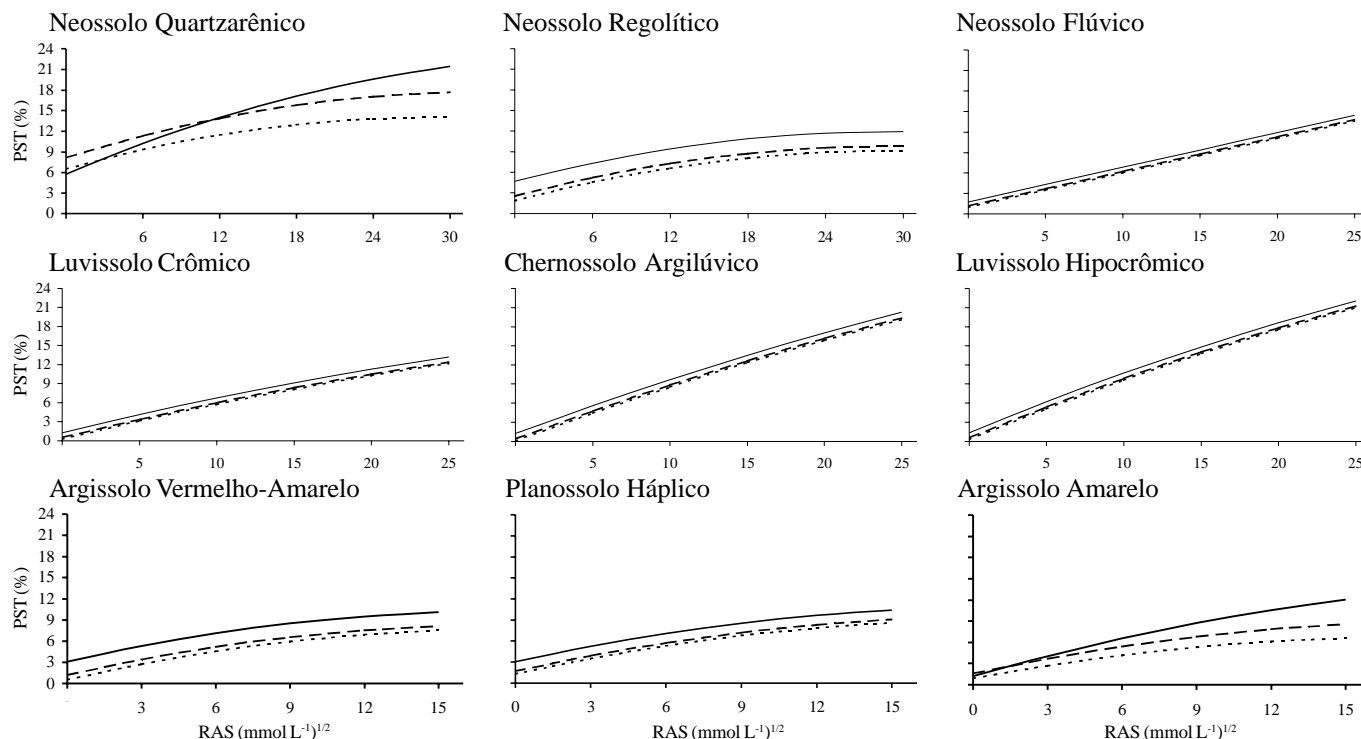 Neossolo Quartzarênico
Neossolo Regolítico
Neossolo Flúvico
PST (%)
24
21
18
15
12
9
6
3
0
6 12 18 24 30
6 12 18 24 30
5 10 15 20 25
Luvissolo Crômico
Chernossolo Argilúvico
Luvissolo Hipocrômico
PST (%)
24
21
18
15
12
9
6
3
0
5 10 15 20 25
5 10 15 20 25
5 10 15 20 25
Argissolo Vermelho-Amarelo
Planossolo Háplico
Argissolo Amarelo
PST (%)
24
21
18
15
12
9
6
3
0
3 6 9 12 15
0 3 6 9 12 15
0 3 6 9 12 15
RAS (mmol L⁻¹)¹/²
RAS (mmol L⁻¹)¹/²
RAS (mmol L⁻¹)¹/²